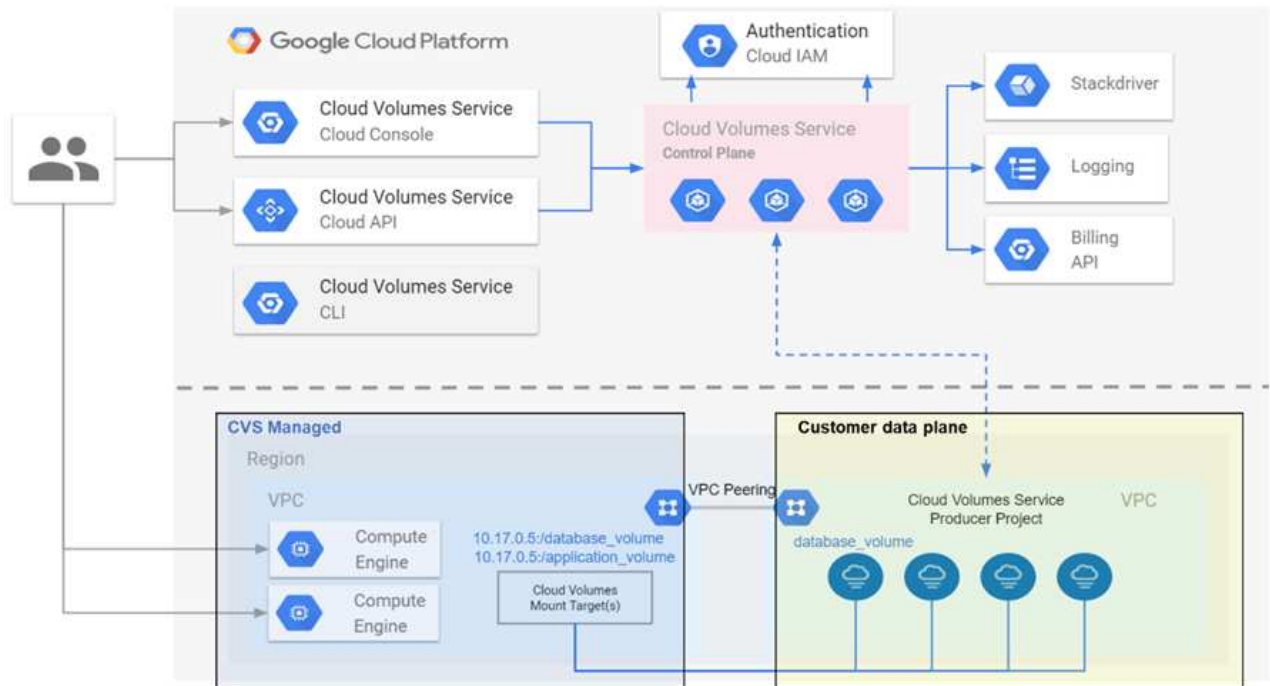 Google Cloud Platform
Authentication
Cloud IAM
Cloud Volumes Service
Cloud Console
Cloud Volumes Service
Cloud API
Cloud Volumes Service
CLI
Cloud Volumes Service
Control Plane
Stackdriver
Logging
Billing
API
CVS Managed
Region
VPC
Compute
Engine
Compute
Engine
10.17.0.5:/database_volume
10.17.0.5:/application_volume
Cloud Volumes
Mount Target(s)
VPC Peering
Customer data plane
Cloud Volumes Service
Producer Project
VPC
database_volume